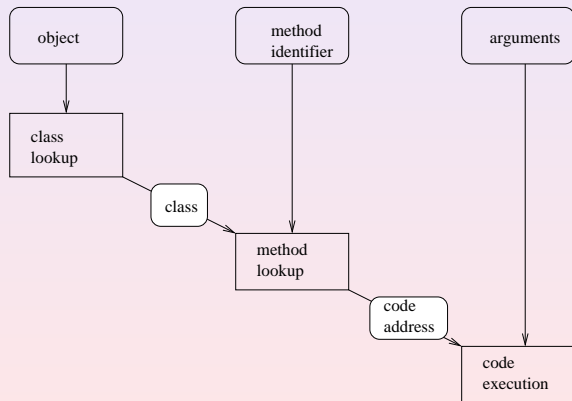 object
method
identifier
arguments
class
lookup
class
method
lookup
code
address
code
execution